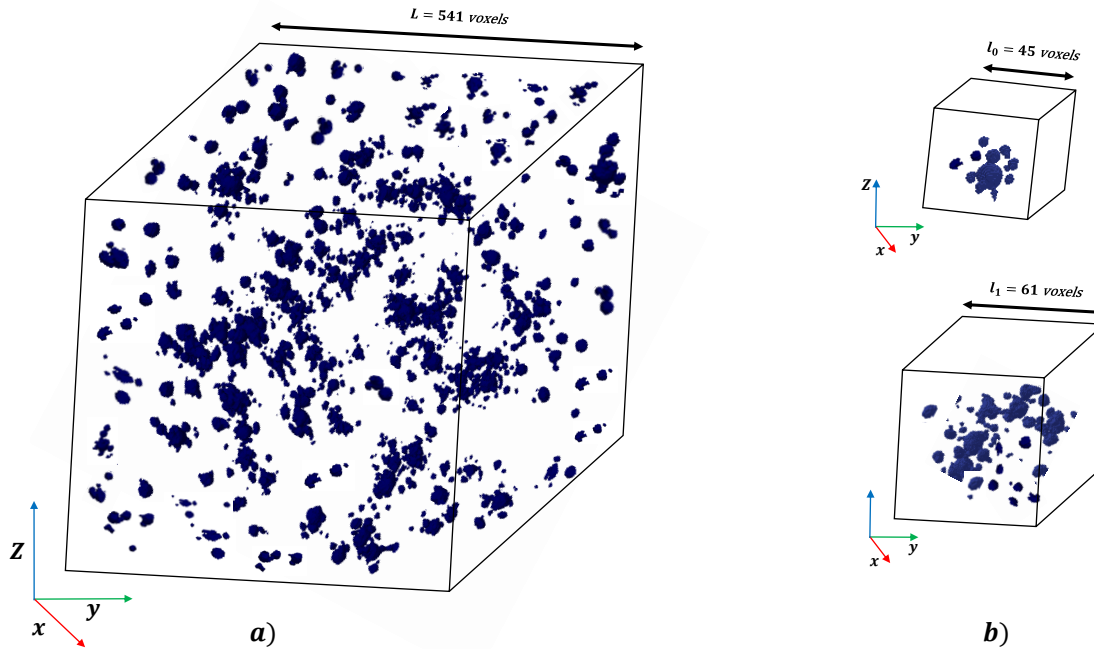 L = 541 voxels
Z
y
x
a)
l₀ = 45 voxels
Z
y
x
l₁ = 61 voxels
y
x
b)